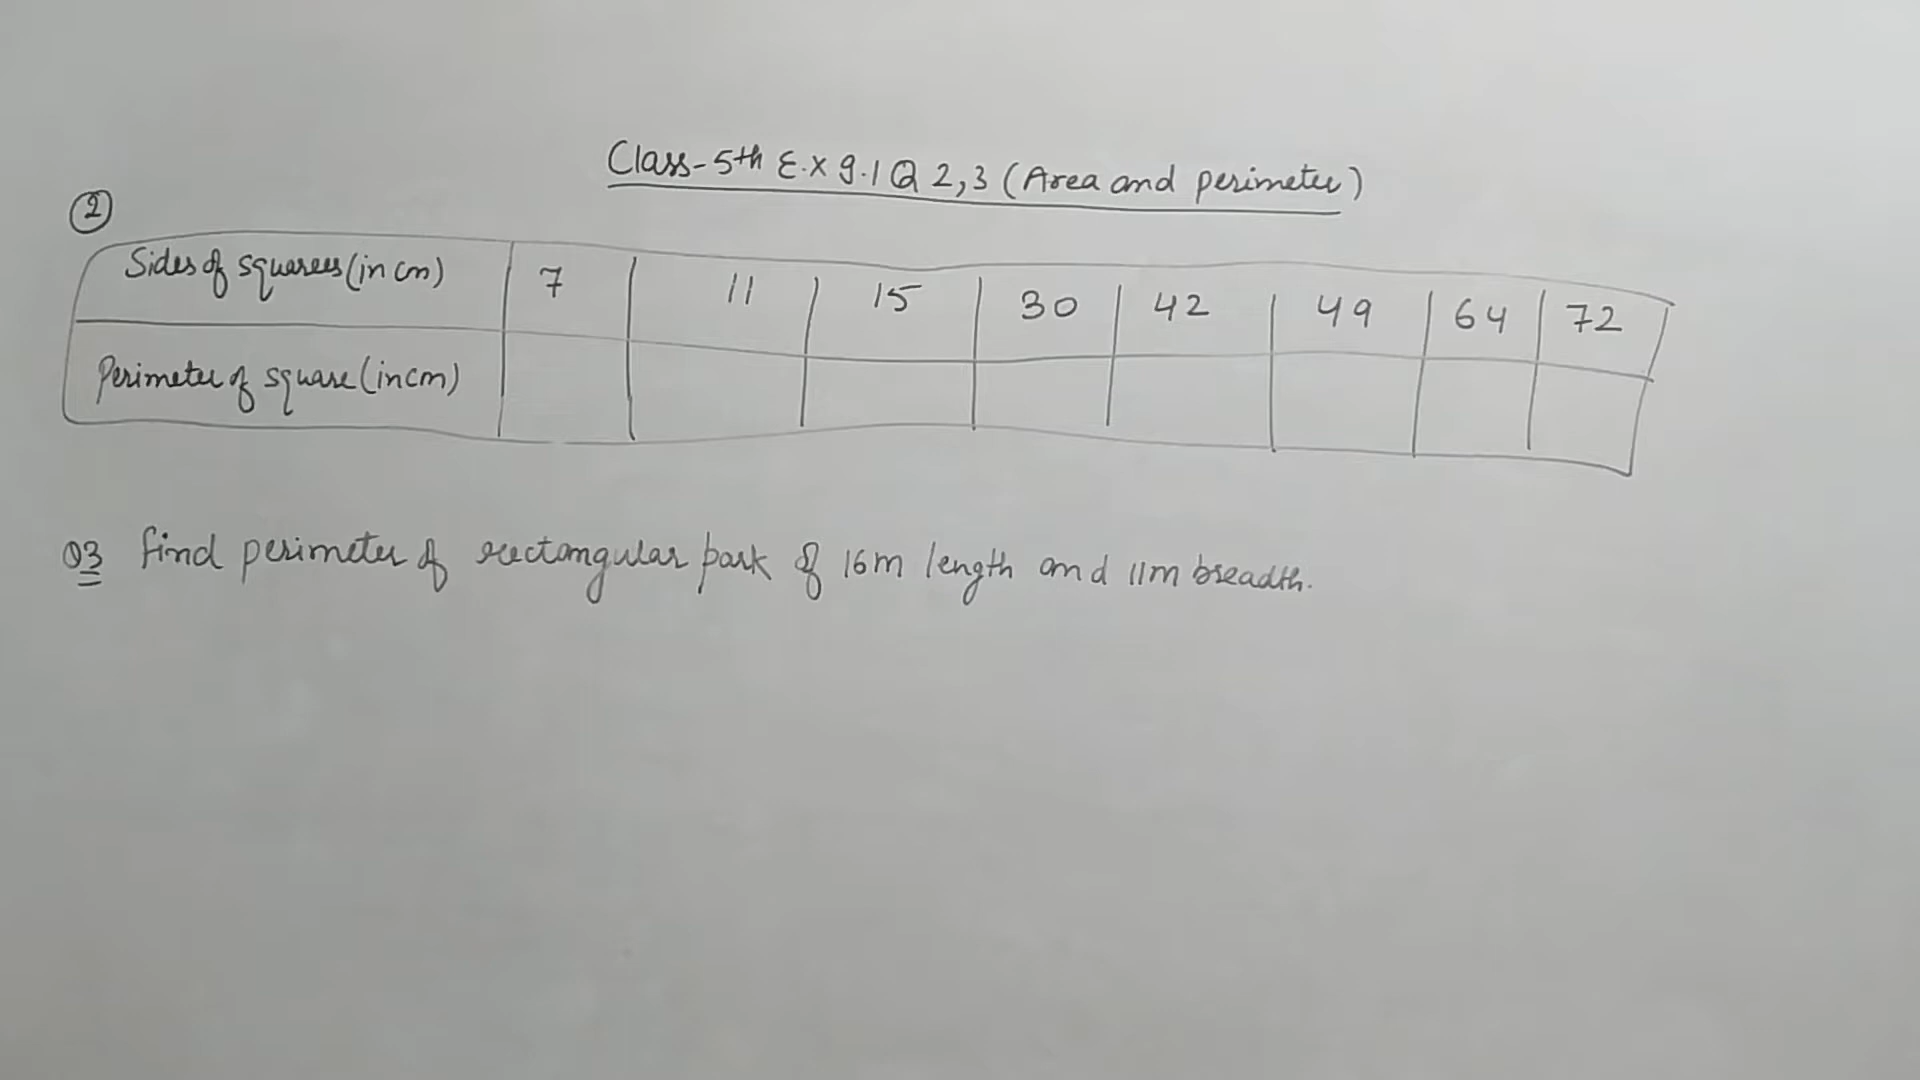 Class-5th E.x 9.1 Q 2,3 (Area and perimeter)
2
Sides of squares (in cm) 7 11 15 30 42 49 64 72
Perimeter of square (in cm)
Q3 find perimeter of rectangular park of 16m length and 11m breadth.